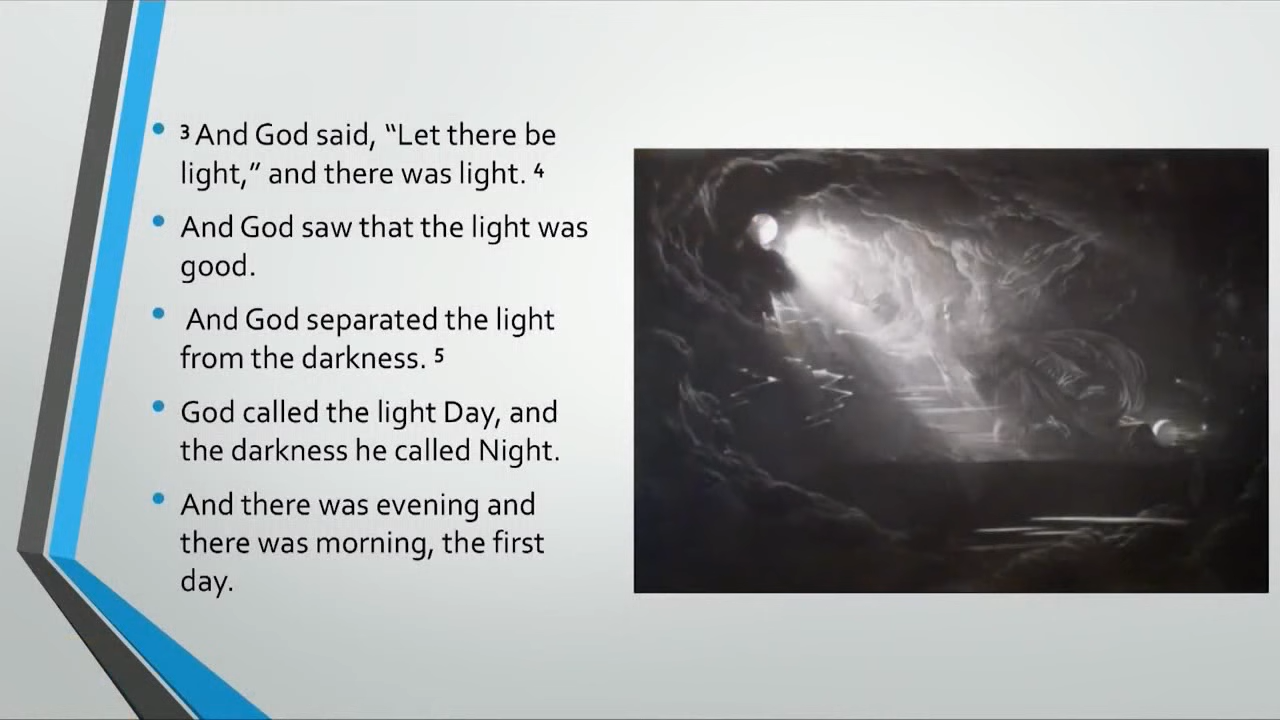 • ³ And God said, “Let there be
light,” and there was light. ⁴
• And God saw that the light was
good.
• And God separated the light
from the darkness. ⁵
• God called the light Day, and
the darkness he called Night.
• And there was evening and
there was morning, the first
day.